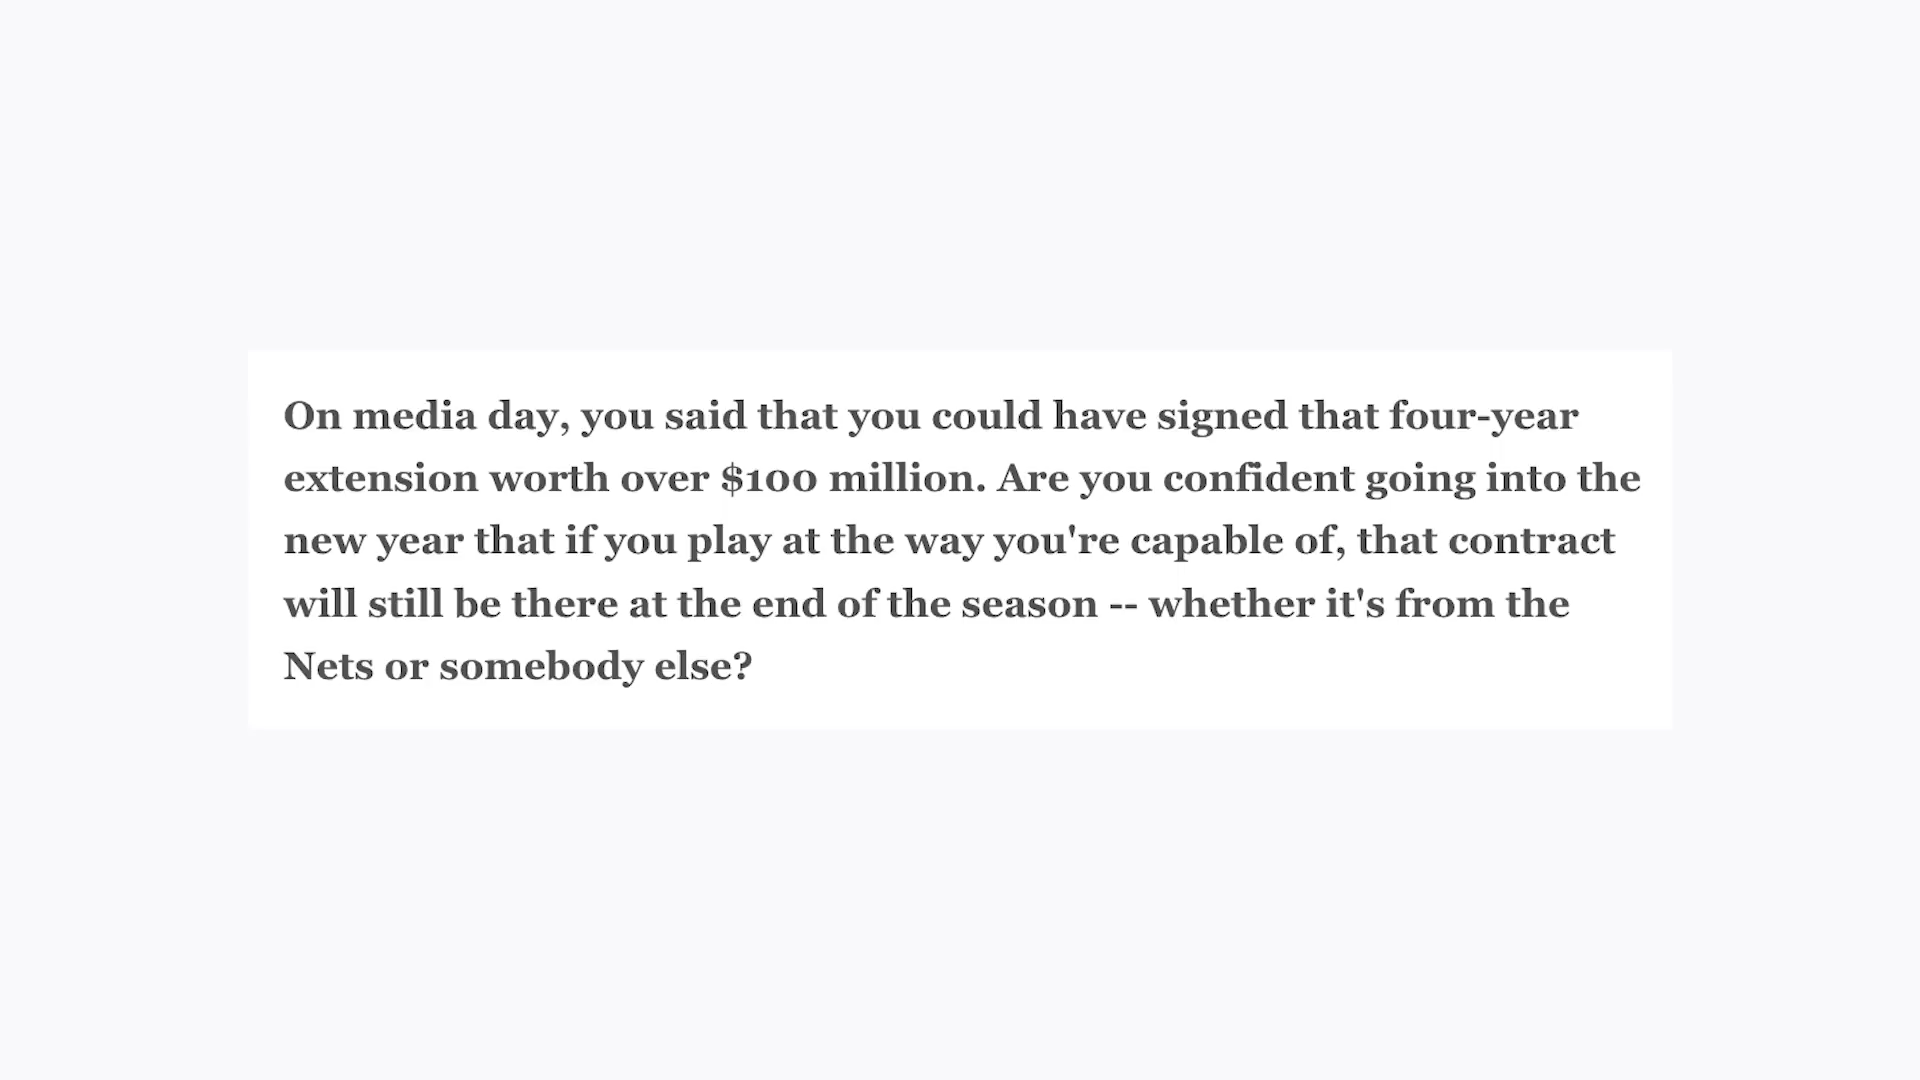 On media day, you said that you could have signed that four-year
extension worth over $100 million. Are you confident going into the
new year that if you play at the way you're capable of, that contract
will still be there at the end of the season -- whether it's from the
Nets or somebody else?